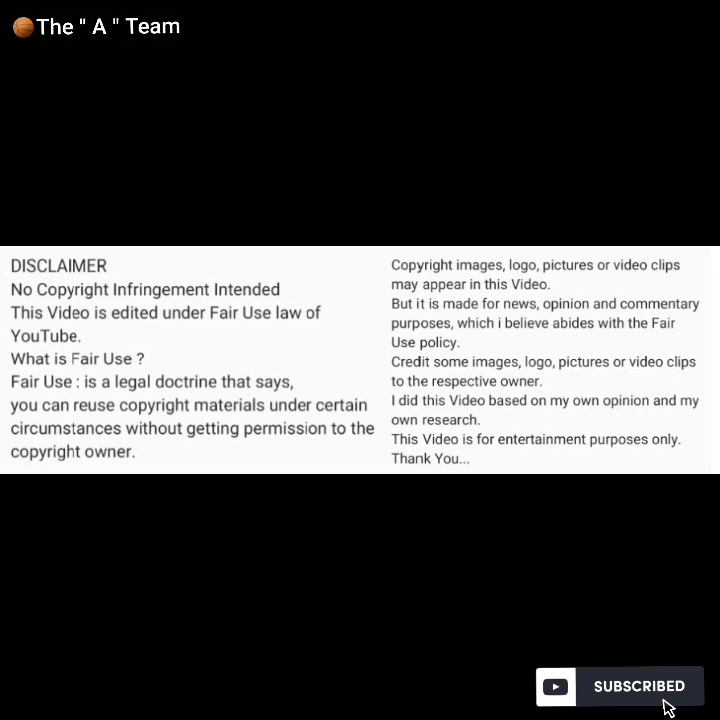 🏀The " A " Team
DISCLAIMER
No Copyright Infringement Intended
This Video is edited under Fair Use law of
YouTube.
What is Fair Use ?
Fair Use : is a legal doctrine that says,
you can reuse copyright materials under certain
circumstances without getting permission to the
copyright owner.
Copyright images, logo, pictures or video clips
may appear in this Video.
But it is made for news, opinion and commentary
purposes, which i believe abides with the Fair
Use policy.
Credit some images, logo, pictures or video clips
to the respective owner.
I did this Video based on my own opinion and my
own research.
This Video is for entertainment purposes only.
Thank You...
SUBSCRIBED